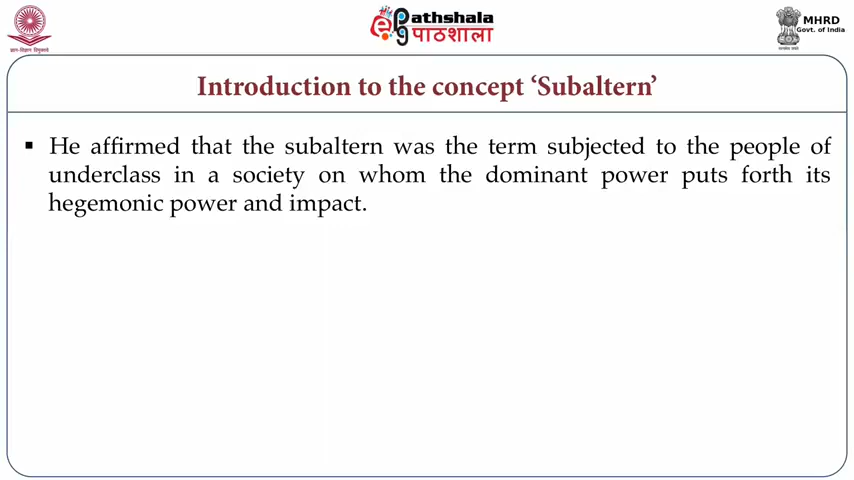 ePG Pathshala
पाठशाला
MHRD
Govt. of India
Introduction to the concept ‘Subaltern’
▪ He affirmed that the subaltern was the term subjected to the people of
underclass in a society on whom the dominant power puts forth its
hegemonic power and impact.